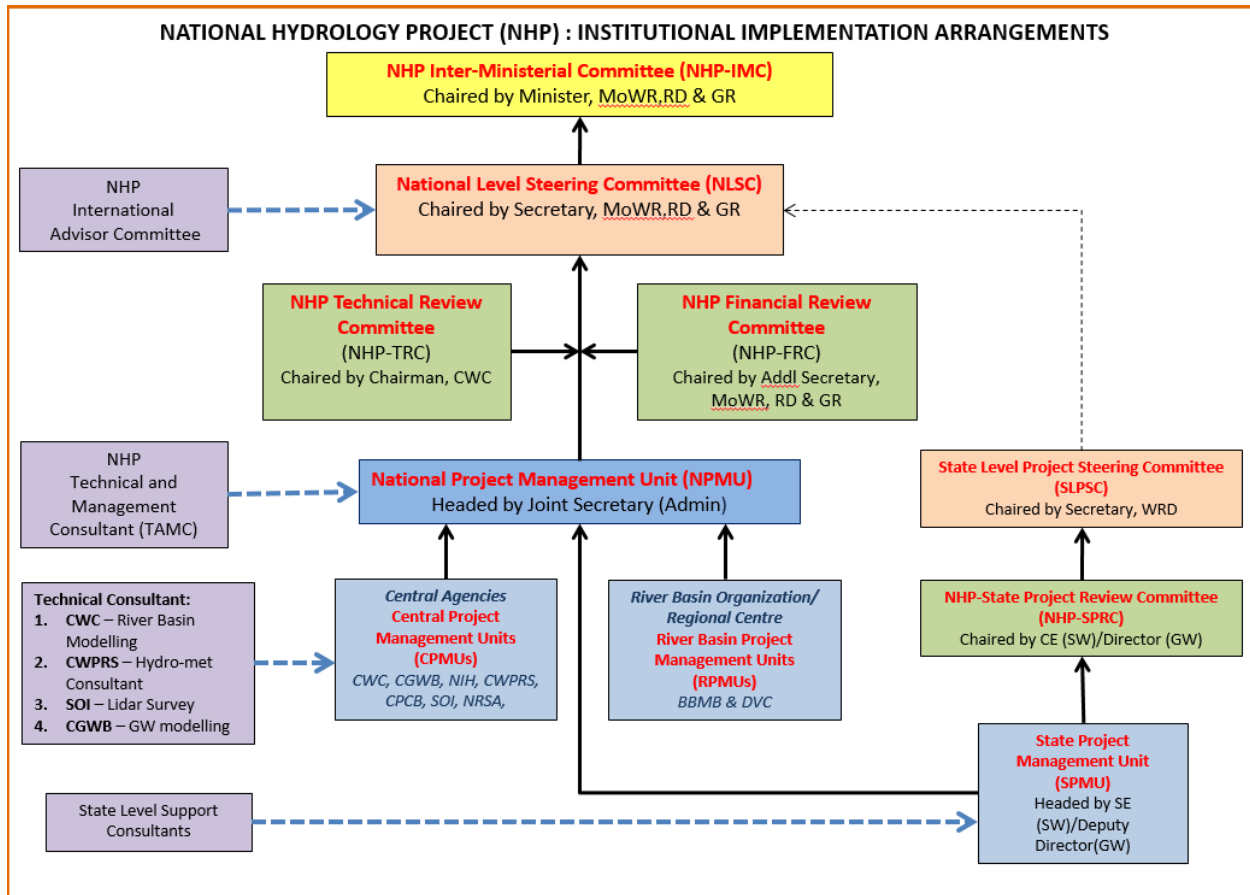 NATIONAL HYDROLOGY PROJECT (NHP) : INSTITUTIONAL IMPLEMENTATION ARRANGEMENTS
NHP Inter-Ministerial Committee (NHP-IMC)
Chaired by Minister, MoWR,RD & GR
NHP
International
Advisor Committee
National Level Steering Committee (NLSC)
Chaired by Secretary, MoWR,RD & GR
NHP Technical Review
Committee
(NHP-TRC)
Chaired by Chairman, CWC
NHP Financial Review
Committee
(NHP-FRC)
Chaired by Addl Secretary,
MoWR, RD & GR
NHP
Technical and
Management
Consultant (TAMC)
National Project Management Unit (NPMU)
Headed by Joint Secretary (Admin)
State Level Project Steering Committee
(SLPSC)
Chaired by Secretary, WRD
Technical Consultant:
1. CWC – River Basin
Modelling
2. CWPRS – Hydro-met
Consultant
3. SOI – Lidar Survey
4. CGWB – GW modelling
Central Agencies
Central Project
Management Units
(CPMUs)
CWC, CGWB, NIH, CWPRS,
CPCB, SOI, NRSA,
River Basin Organization/
Regional Centre
River Basin Project
Management Units
(RPMUs)
BBMB & DVC
NHP-State Project Review Committee
(NHP-SPRC)
Chaired by CE (SW)/Director (GW)
State Project
Management Unit
(SPMU)
Headed by SE
(SW)/Deputy
Director(GW)
State Level Support
Consultants